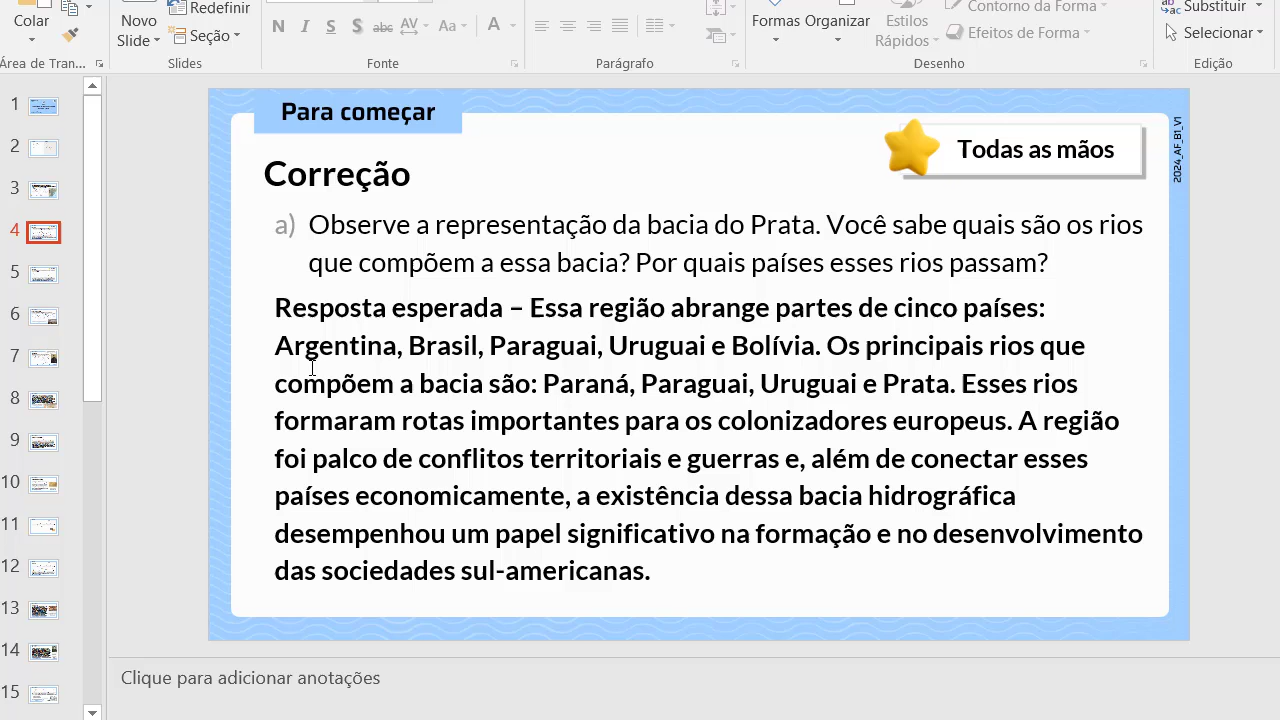 Colar
Novo
Slide
Redefinir
Seção
N I S S abc AV Aa A
Formas Organizar Estilos
Rápidos
Contorno da Forma
Efeitos de Forma
Substituir
Selecionar
Área de Tran...
Slides
Fonte
Parágrafo
Desenho
Edição
1
2
3
4
5
6
7
8
9
10
11
12
13
14
15
Para começar
Todas as mãos
2024_AF_B1_V1
Correção
a) Observe a representação da bacia do Prata. Você sabe quais são os rios
que compõem a essa bacia? Por quais países esses rios passam?
Resposta esperada – Essa região abrange partes de cinco países:
Argentina, Brasil, Paraguai, Uruguai e Bolívia. Os principais rios que
compõem a bacia são: Paraná, Paraguai, Uruguai e Prata. Esses rios
formaram rotas importantes para os colonizadores europeus. A região
foi palco de conflitos territoriais e guerras e, além de conectar esses
países economicamente, a existência dessa bacia hidrográfica
desempenhou um papel significativo na formação e no desenvolvimento
das sociedades sul-americanas.
Clique para adicionar anotações